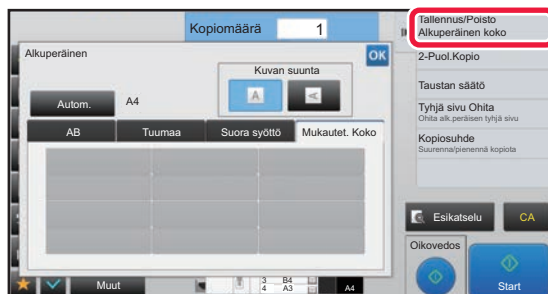 Kopiomäärä 1
Tallennus/Poisto
Alkuperäinen koko
Alkuperäinen
OK
2-Puol.Kopio
Kuvan suunta
A A
Taustan säätö
Autom. A4
Tyhjä sivu Ohita
Ohita alk.peräisen tyhjä sivu
AB Tuumaa Suora syöttö Mukautet. Koko
Kopiosuhde
Suurenna/pienennä kopiota
Esikatselu CA
Oikovedos
Muut
3 B4
4 A3
A4
Start